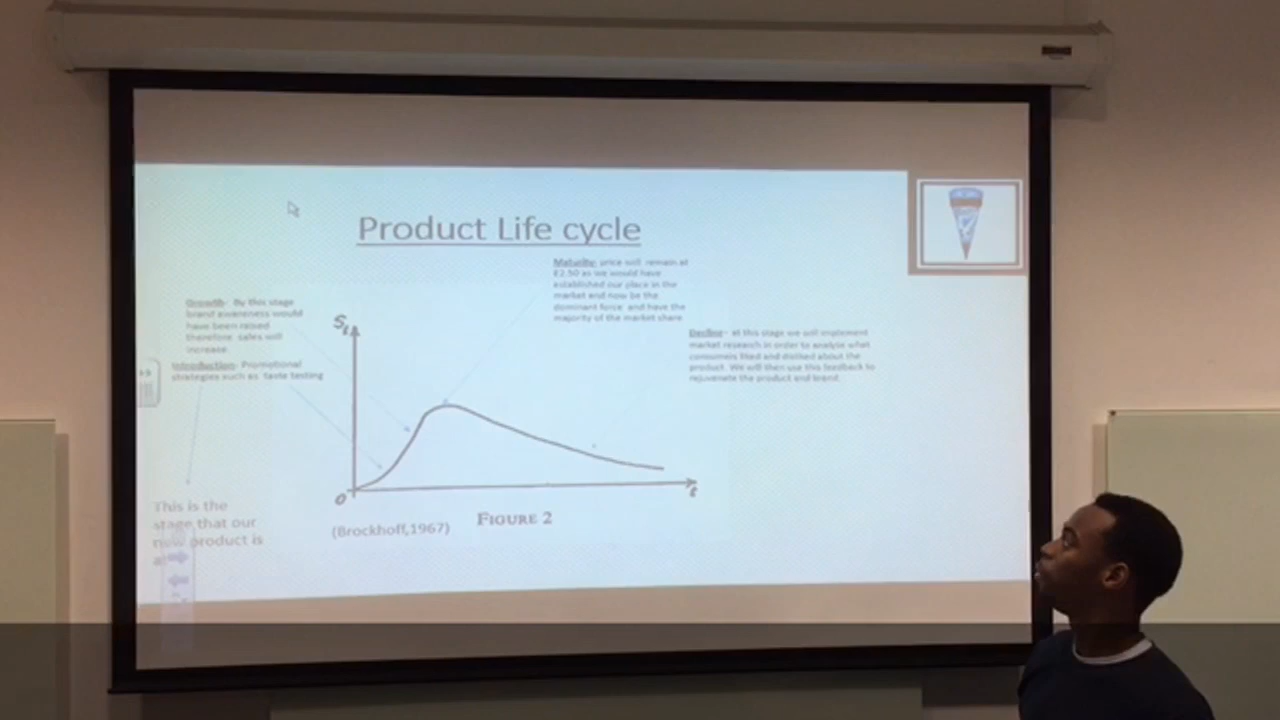 Product Life cycle
Maturity- price will remain at
£2.50 as we would have
established our place in the
market and now be the
dominant force and have the
majority of the market share
Growth- By this stage
brand awareness would
have been raised
therefore sales will
increase
Introduction- Promotional
strategies such as taste testing
Decline- at this stage we will implement
market research in order to analyse what
consumers liked and disliked about the
product. We will then use this feedback to
rejuvenate the product and brand.
St
0
t
This is the
stage that our
new product is
(Brockhoff,1967)
FIGURE 2